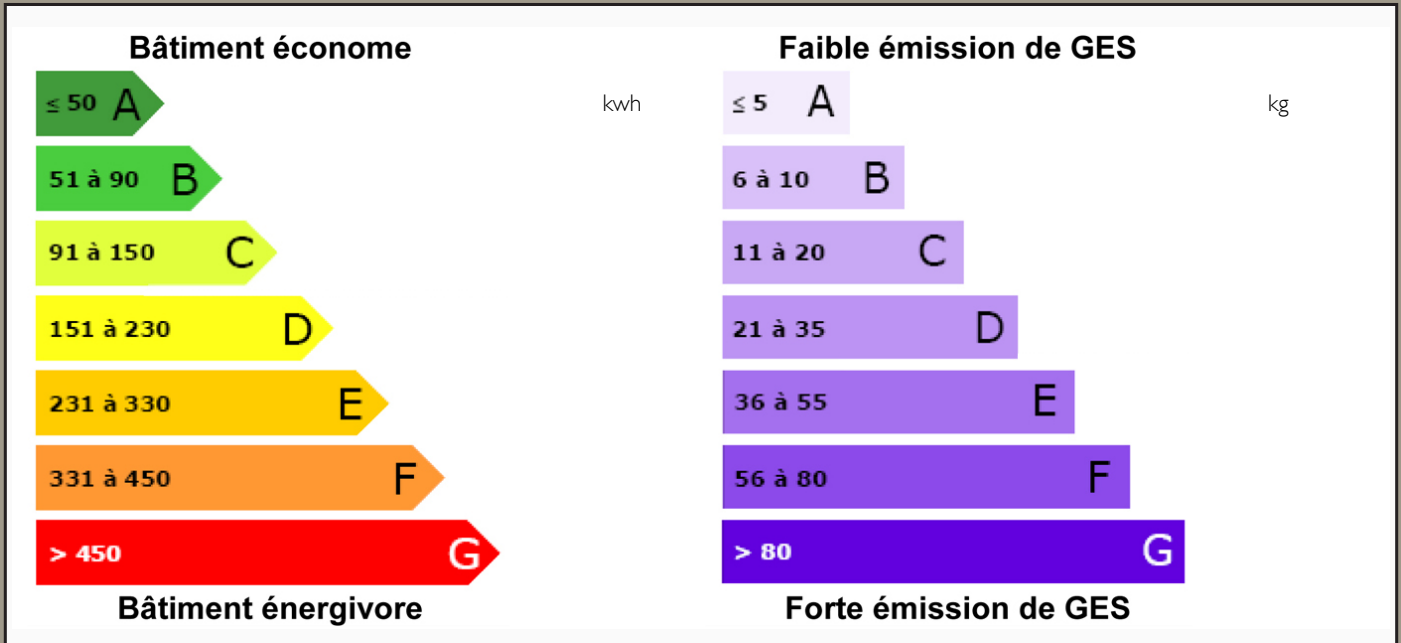 Bâtiment économe
≤ 50 A
kwh
51 à 90 B
91 à 150 C
151 à 230 D
231 à 330 E
331 à 450 F
> 450 G
Bâtiment énergivore
Faible émission de GES
≤ 5 A
kg
6 à 10 B
11 à 20 C
21 à 35 D
36 à 55 E
56 à 80 F
> 80 G
Forte émission de GES